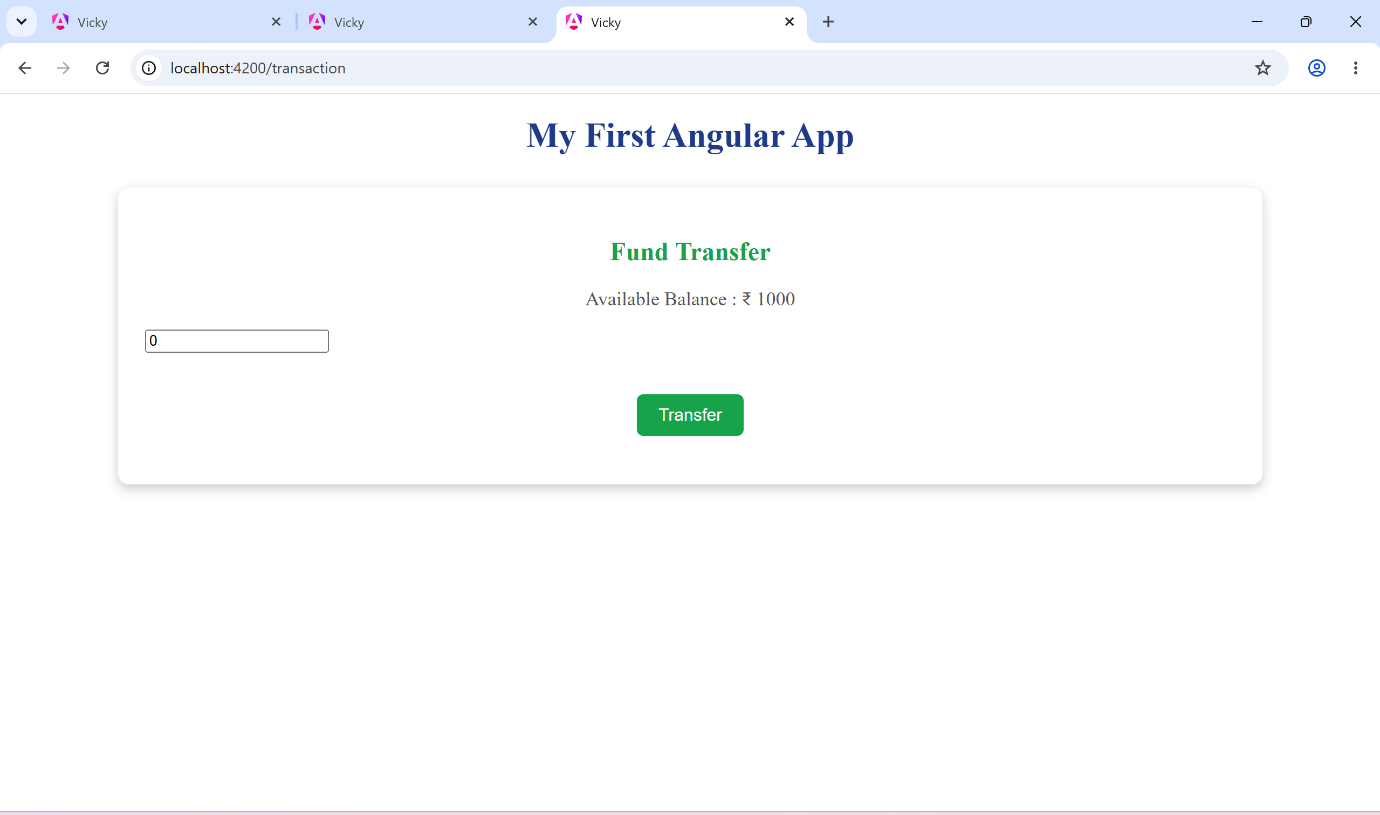 Vicky
Vicky
Vicky
localhost:4200/transaction
My First Angular App
Fund Transfer
Available Balance : ₹ 1000
0
Transfer